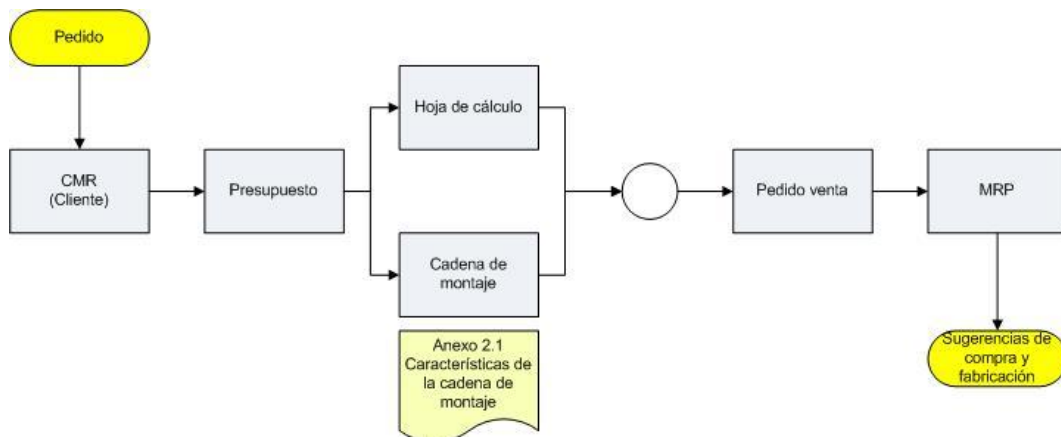 Pedido
CMR
(Cliente)
Presupuesto
Hoja de cálculo
Cadena de
montaje
Anexo 2.1
Características de
la cadena de
montaje
Pedido venta
MRP
Sugerencias de
compra y
fabricación